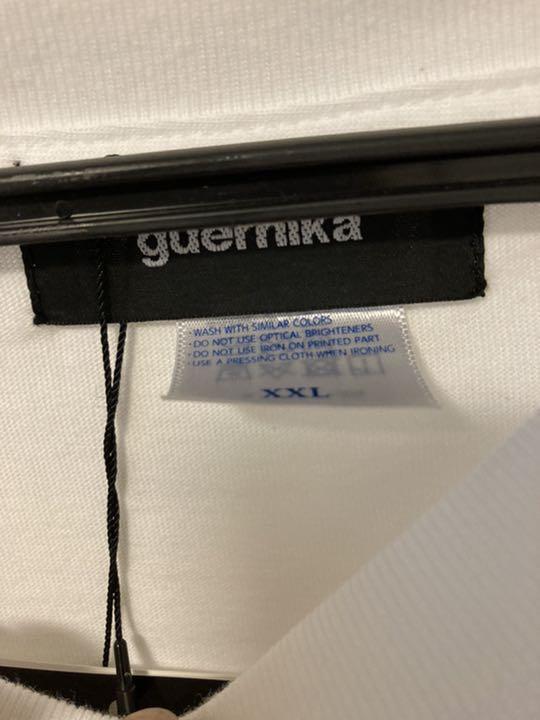 guernika
· WASH WITH SIMILAR COLORS
· DO NOT USE OPTICAL BRIGHTENERS
· DO NOT USE IRON ON PRINTED PART
· USE A PRESSING CLOTH WHEN IRONING
XXL